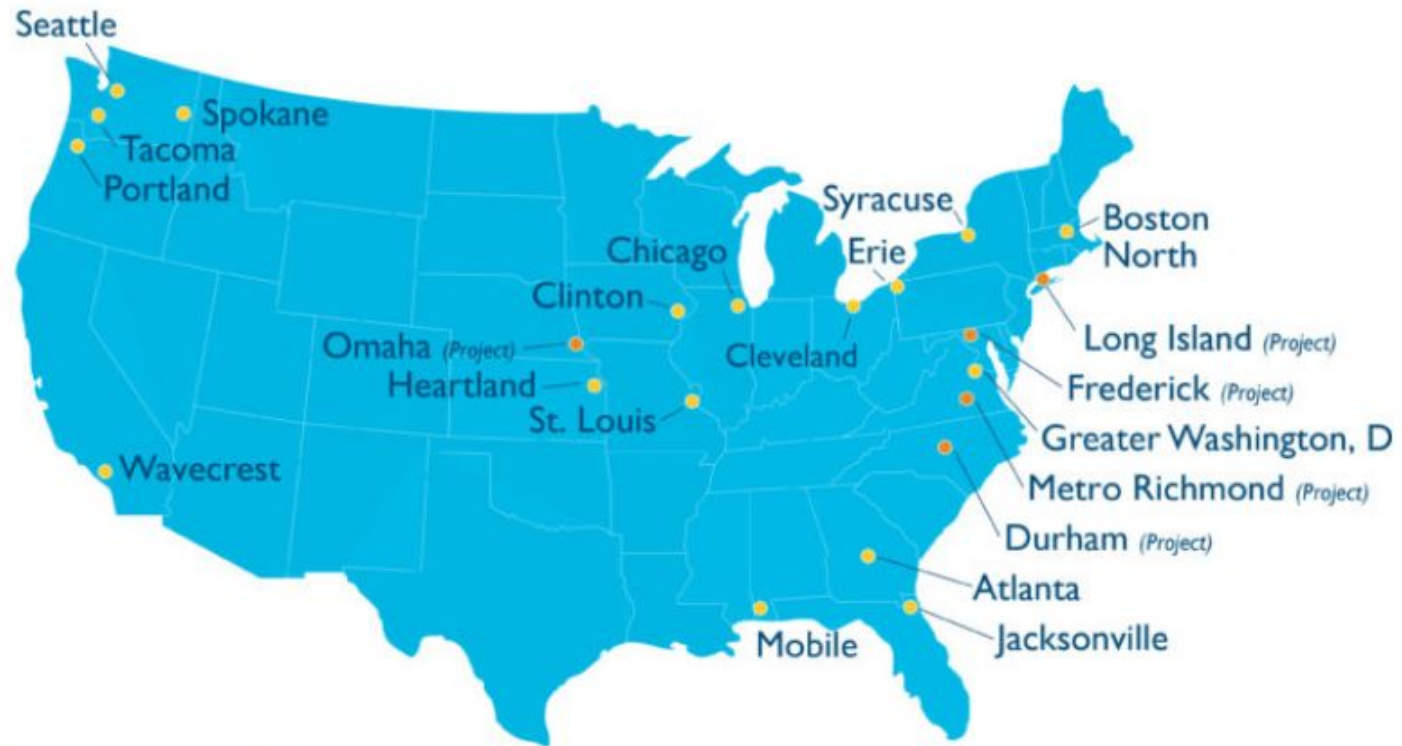 Seattle
Spokane
Tacoma
Portland
Syracuse
Boston
North
Chicago
Erie
Clinton
Long Island (Project)
Omaha (Project)
Cleveland
Heartland
Frederick (Project)
St. Louis
Greater Washington, D
Wavecrest
Metro Richmond (Project)
Durham (Project)
Atlanta
Mobile
Jacksonville